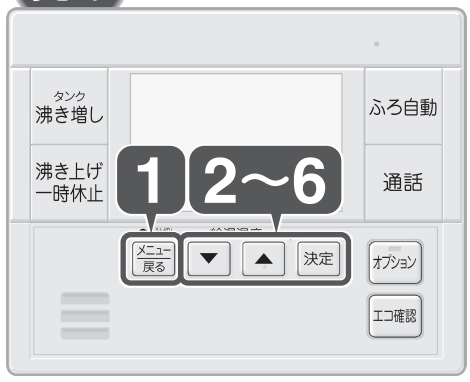 タンク
沸き増し
ふろ自動
沸き上げ
一時休止
通話
1
2～6
メニュー
戻る
▼
▲
決定
オプション
エコ確認